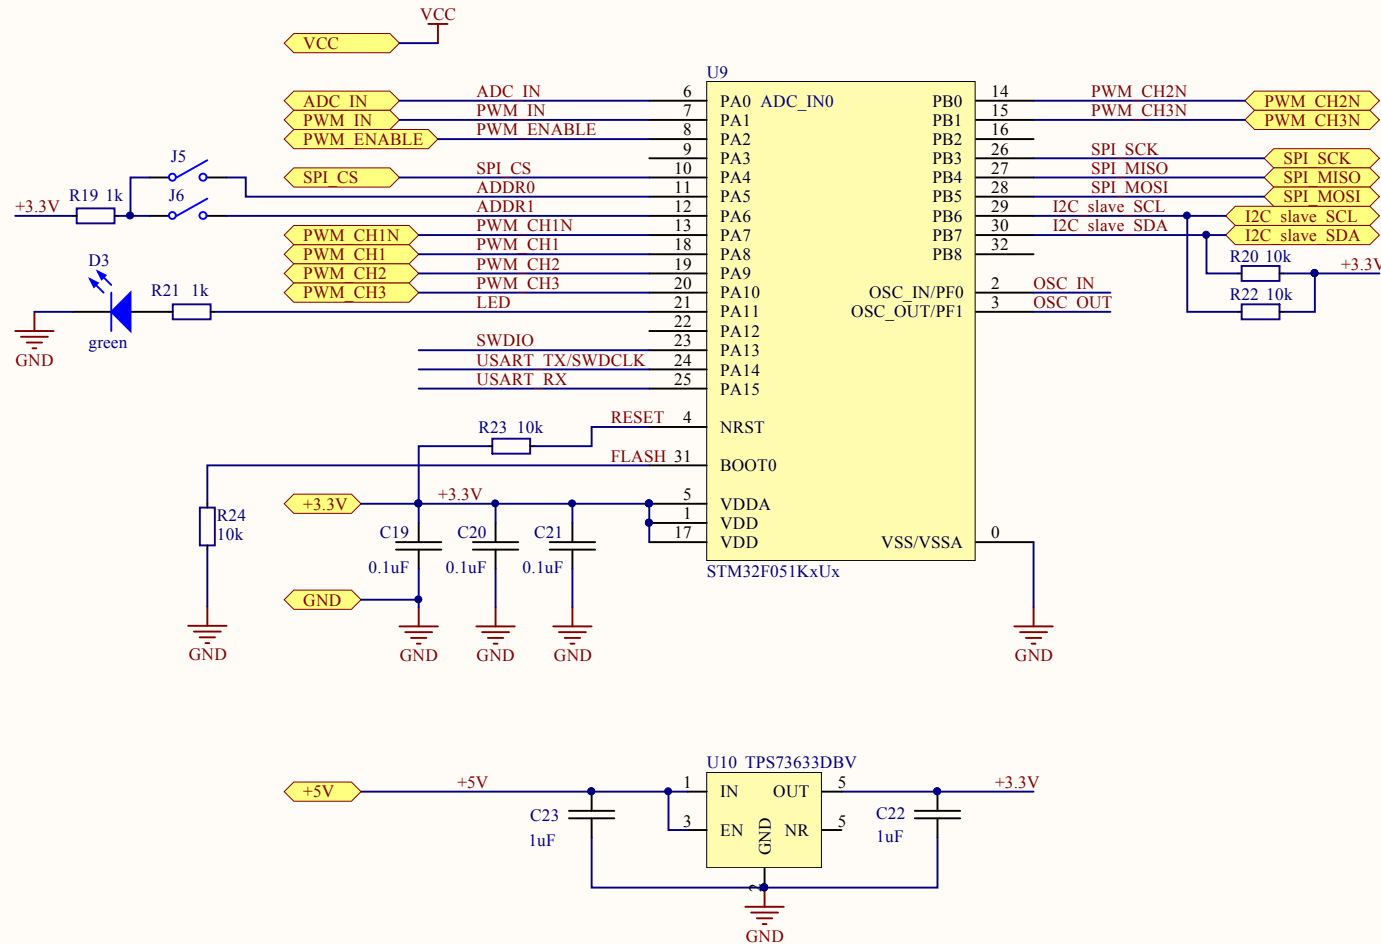 VCC
VCC
U9
ADC_IN ADC_IN 6 PA0 ADC_IN0 PB0 14 PWM_CH2N PWM_CH2N
PWM_IN PWM_IN 7 PA1 PB1 15 PWM_CH3N PWM_CH3N
PWM_ENABLE PWM_ENABLE 8 PA2 PB2 16
9 PA3 PB3 26 SPI_SCK SPI_SCK
J5
SPI_CS SPI_CS 10 PA4 PB4 27 SPI_MISO SPI_MISO
R19 1k ADDR0 11 PA5 PB5 28 SPI_MOSI SPI_MOSI
J6
+3.3V ADDR1 12 PA6 PB6 29 I2C_slave_SCL I2C_slave_SCL
PWM_CH1N PWM_CH1N 13 PA7 PB7 30 I2C_slave_SDA I2C_slave_SDA
PWM_CH1 PWM_CH1 18 PA8 PB8 32
R20 10k
D3
PWM_CH2 PWM_CH2 19 PA9 +3.3V
PWM_CH3 PWM_CH3 20 PA10 OSC_IN/PF0 2 OSC_IN
R21 1k R22 10k
LED 21 PA11 OSC_OUT/PF1 3 OSC_OUT
22 PA12
green
GND
SWDIO 23 PA13
USART_TX/SWDCLK 24 PA14
USART_RX 25 PA15
RESET 4 NRST
R23 10k
FLASH 31 BOOT0
+3.3V +3.3V 5 VDDA
R24
10k
1 VDD
C19 C20 C21
17 VDD VSS/VSSA 0
0.1uF 0.1uF 0.1uF
STM32F051KxUx
GND
GND GND GND GND GND
U10 TPS73633DBV
+5V +5V 1 IN OUT 5 +3.3V
C23 C22
3 EN GND NR 5
1uF 1uF
2
GND